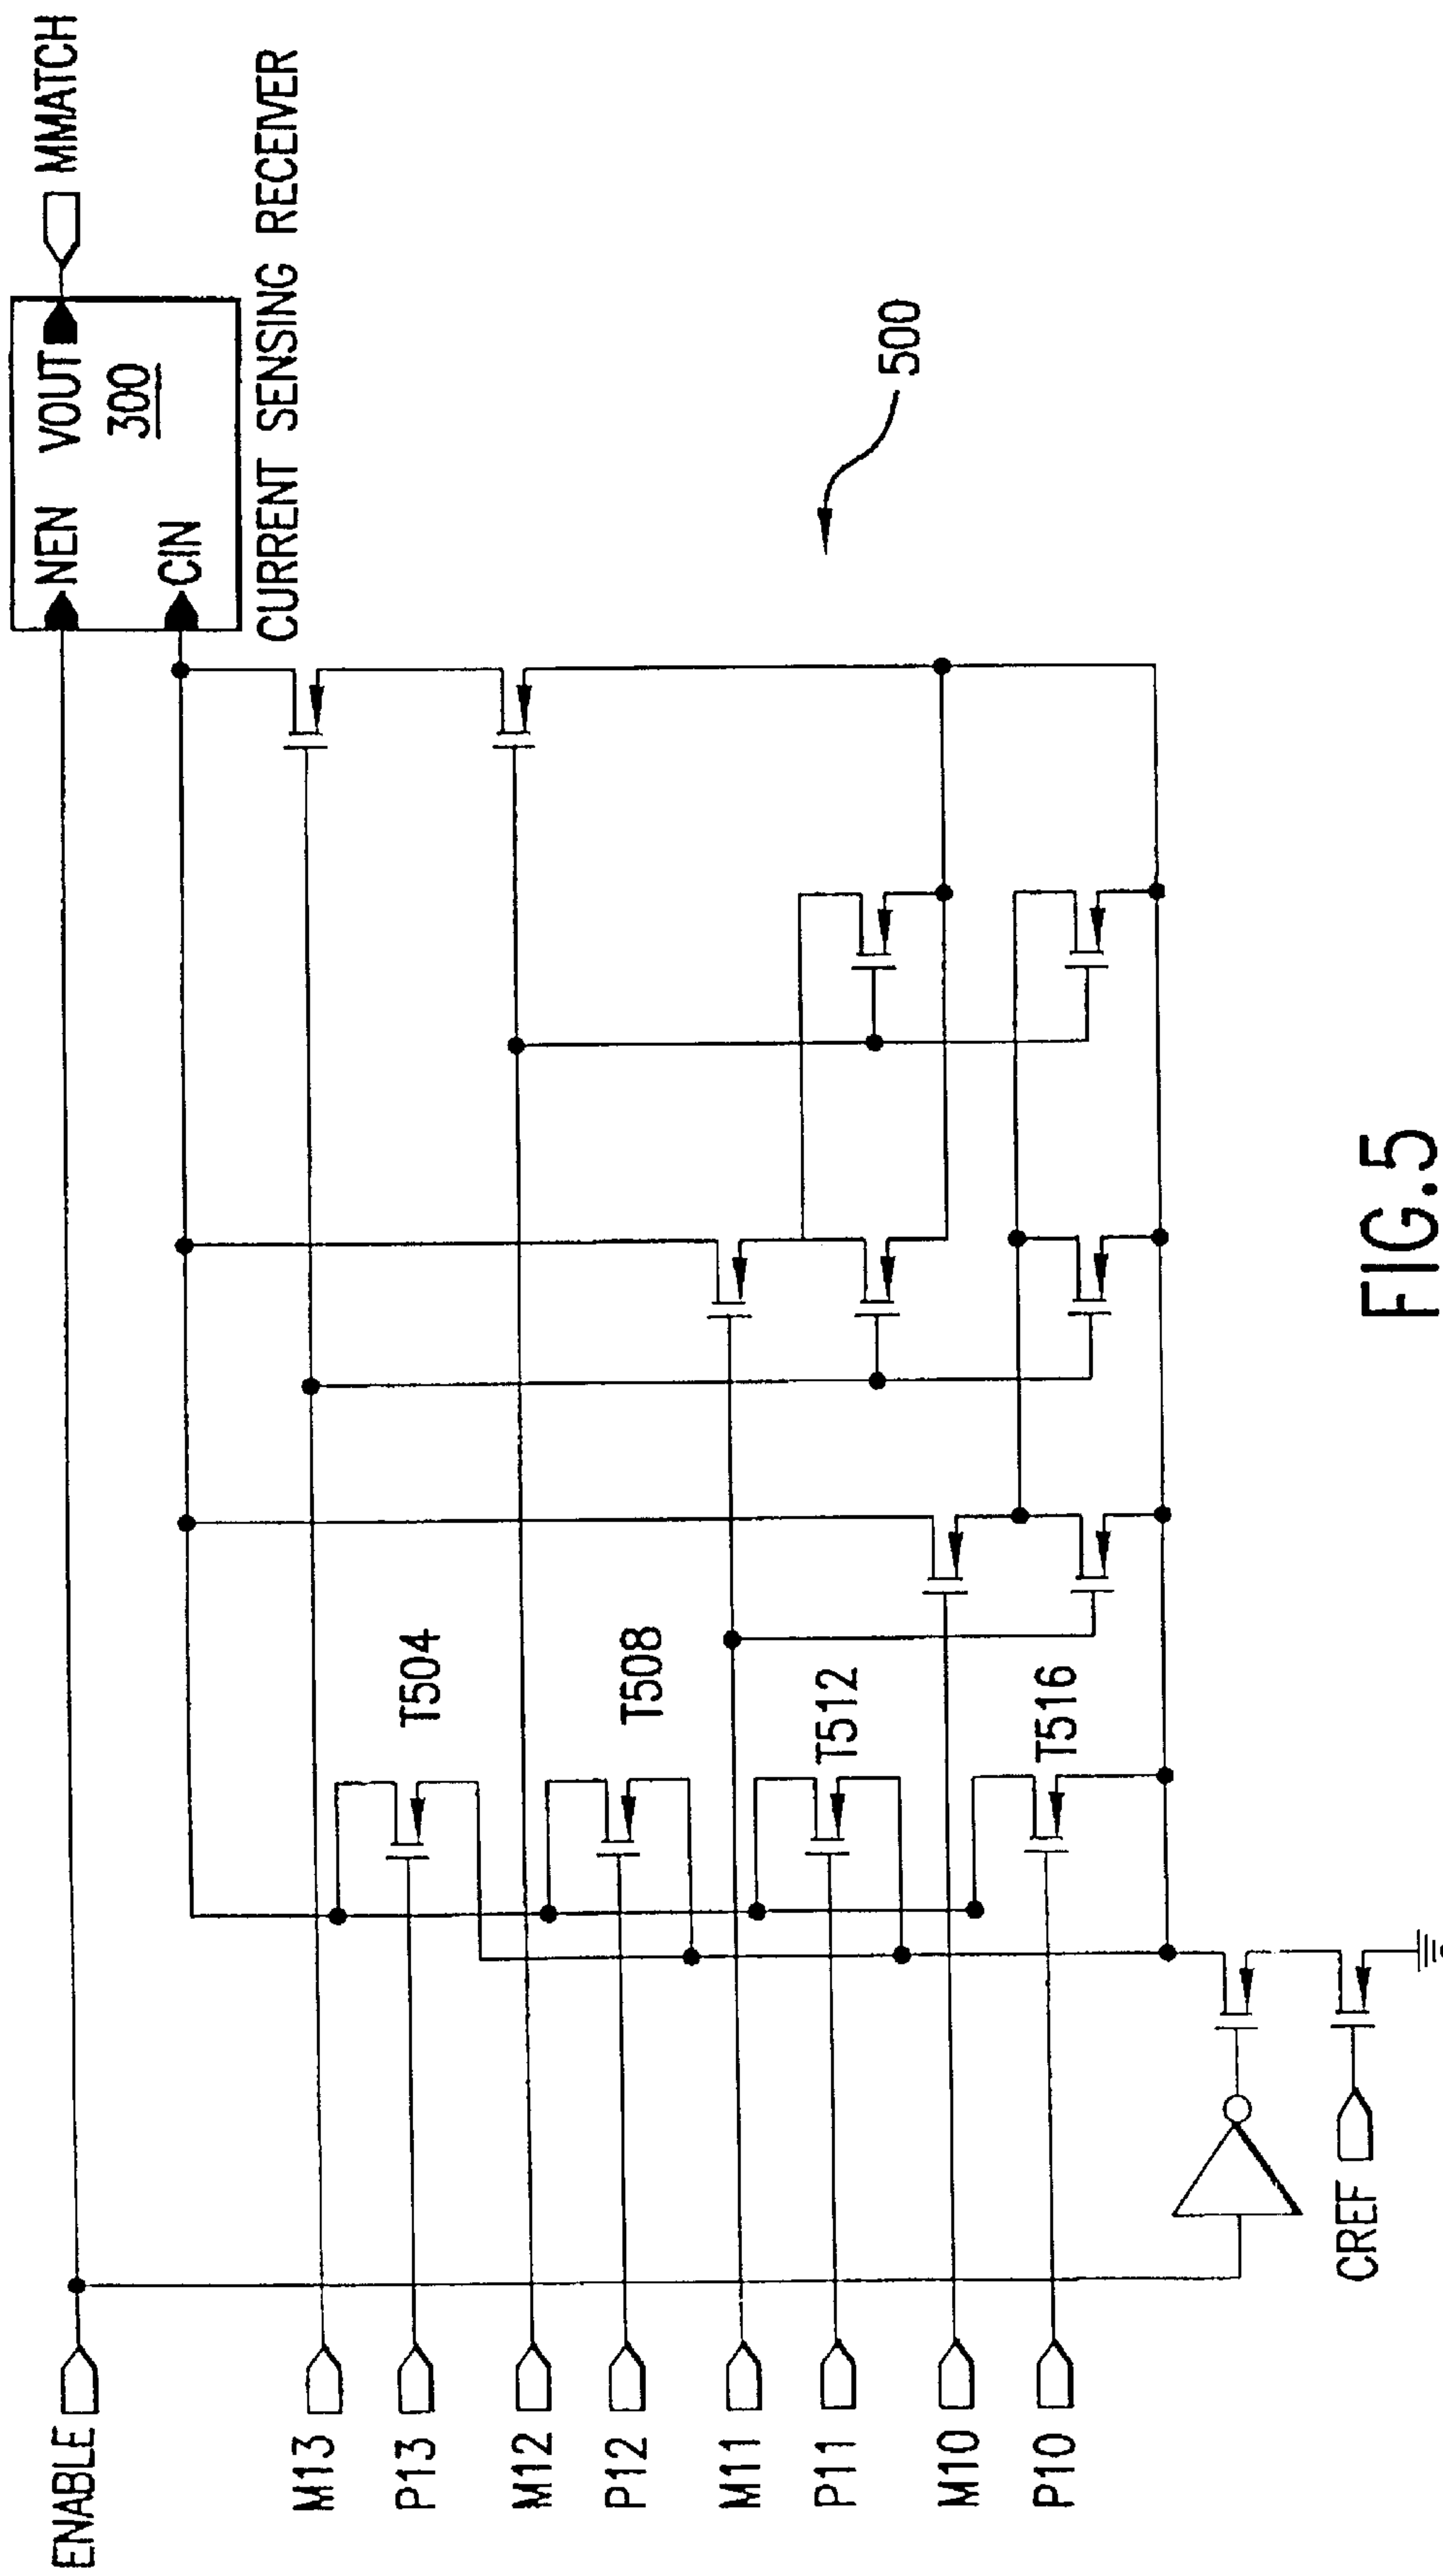 ENABLE
M13
P13
M12
P12
M11
P11
M10
P10
CREF
T504
T508
T512
T516
NEN VOUT
300
CIN
MMATCH
CURRENT SENSING RECEIVER
500
FIG.5